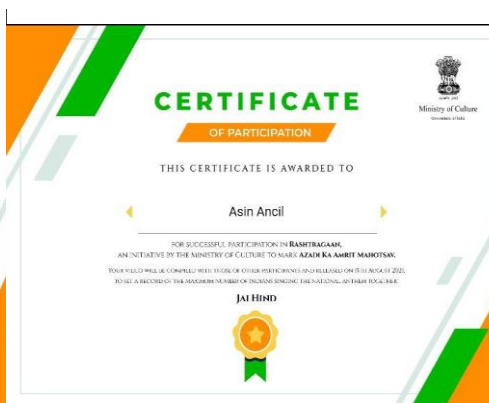 CERTIFICATE
OF PARTICIPATION
Ministry of Culture
Government of India
THIS CERTIFICATE IS AWARDED TO
Asin Ancil
FOR SUCCESSFUL PARTICIPATION IN RASHTRAGAAN,
AN INITIATIVE BY THE MINISTRY OF CULTURE TO MARK AZADI KA AMRIT MAHOTSAV.
YOUR VIDEO WILL BE COMPILED WITH THOSE OF OTHER PARTICIPANTS AND RELEASED ON 15TH AUGUST 2021,
TO SET A RECORD OF THE MAXIMUM NUMBER OF INDIANS SINGING THE NATIONAL ANTHEM TOGETHER.
JAI HIND